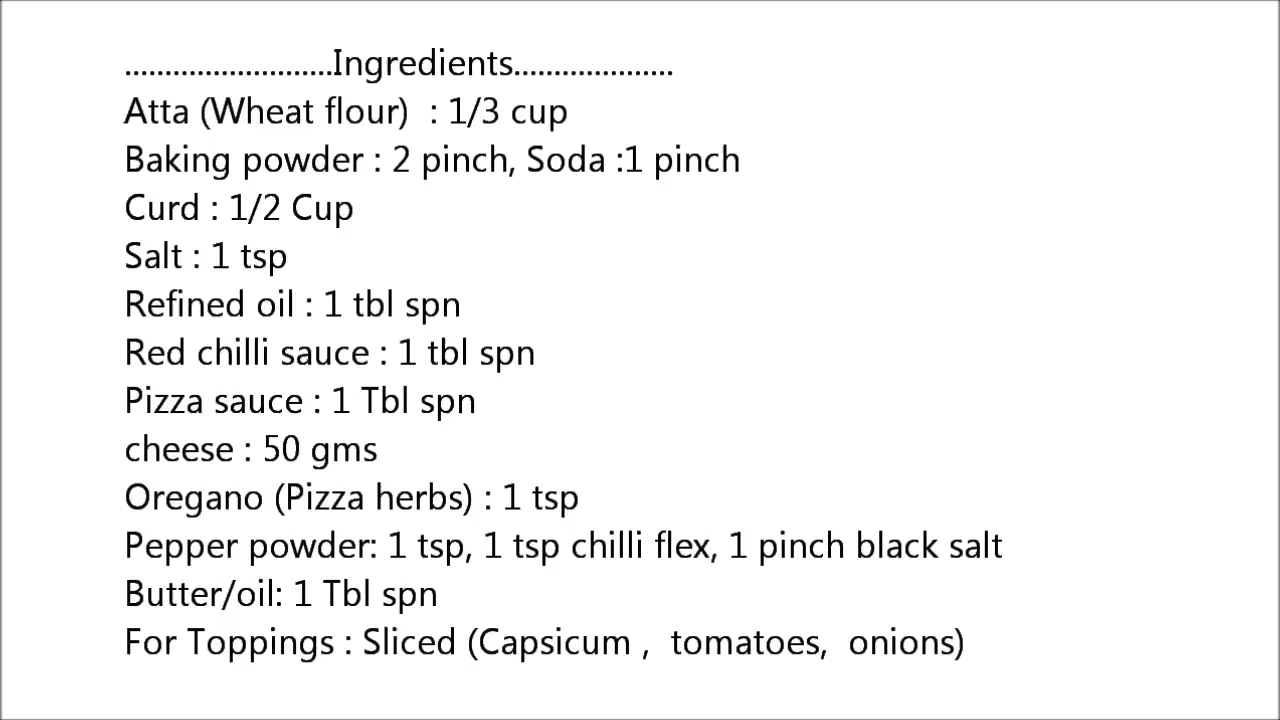 ..........................Ingredients....................
Atta (Wheat flour)  : 1/3 cup
Baking powder : 2 pinch, Soda :1 pinch
Curd : 1/2 Cup
Salt : 1 tsp
Refined oil : 1 tbl spn
Red chilli sauce : 1 tbl spn
Pizza sauce : 1 Tbl spn
cheese : 50 gms
Oregano (Pizza herbs) : 1 tsp
Pepper powder: 1 tsp, 1 tsp chilli flex, 1 pinch black salt
Butter/oil: 1 Tbl spn
For Toppings : Sliced (Capsicum ,  tomatoes,  onions)